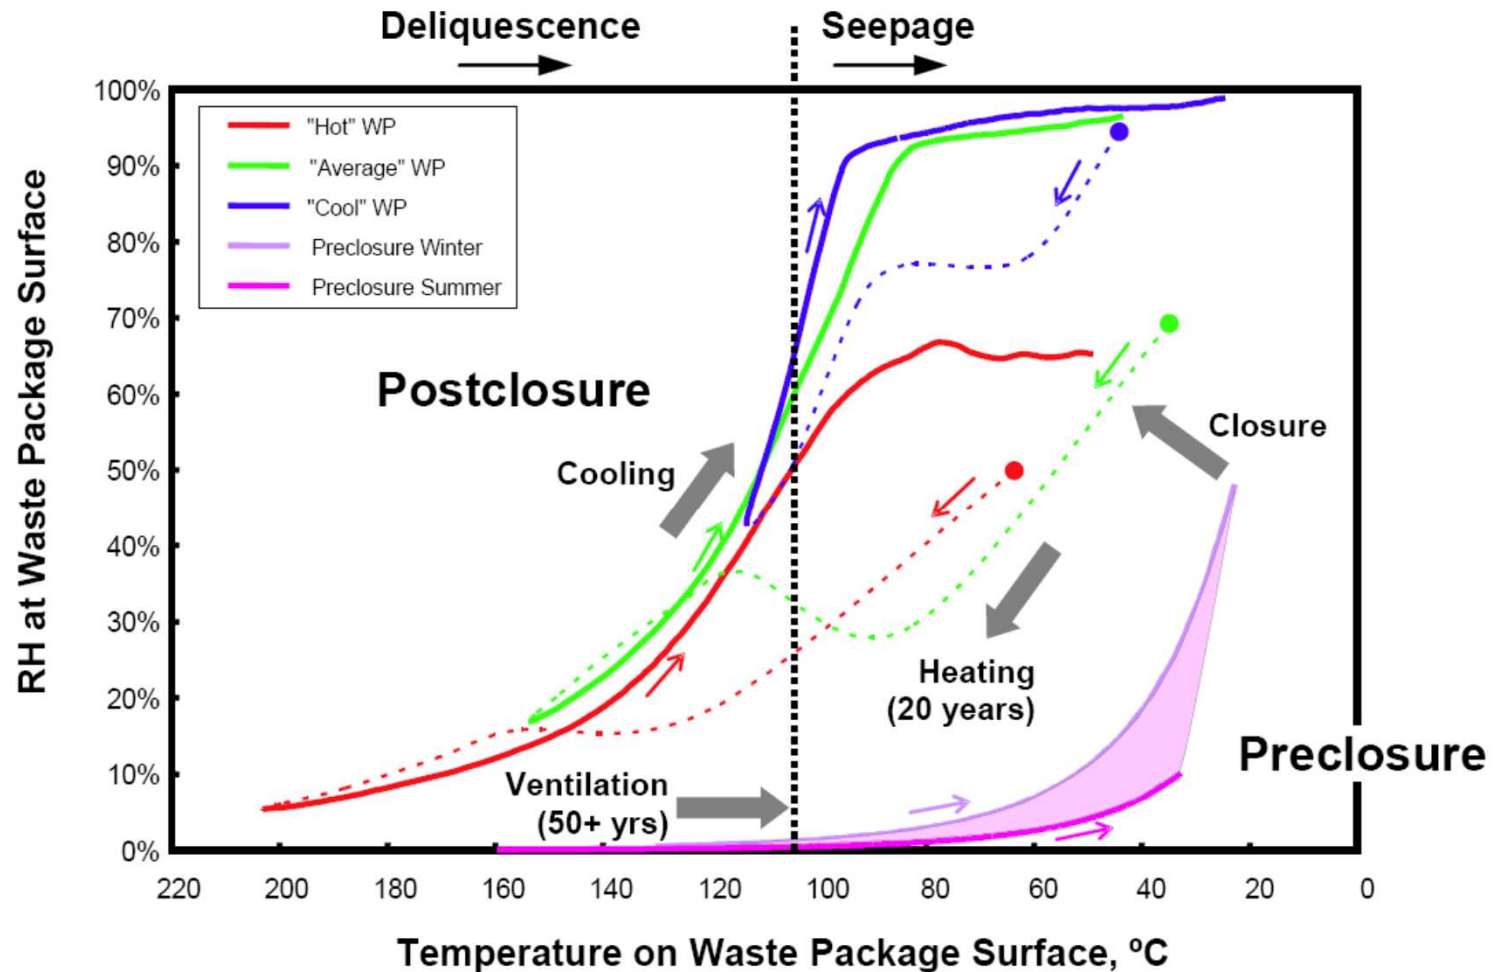 Deliquescence
Seepage
100%
90%
80%
70%
60%
50%
40%
30%
20%
10%
0%
RH at Waste Package Surface
"Hot" WP
"Average" WP
"Cool" WP
Preclosure Winter
Preclosure Summer
Postclosure
Cooling
Closure
Heating
(20 years)
Preclosure
Ventilation
(50+ yrs)
220 200 180 160 140 120 100 80 60 40 20 0
Temperature on Waste Package Surface, ºC